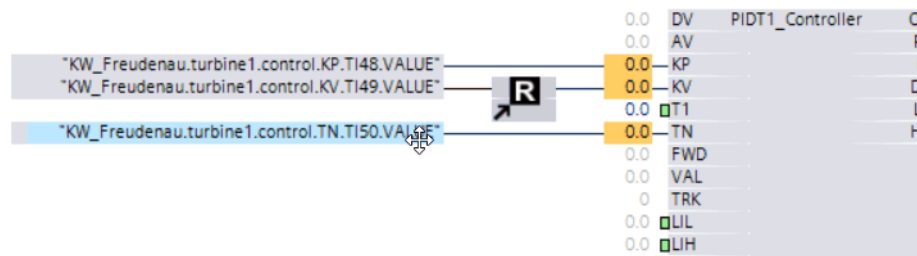 0.0 DV PIDT1_Controller
0.0 AV
"KW_Freudenau.turbine1.control.KP.TI48.VALUE" 0.0 KP
"KW_Freudenau.turbine1.control.KV.TI49.VALUE" R 0.0 KV
0.0 T1
"KW_Freudenau.turbine1.control.TN.TI50.VALUE" 0.0 TN
0.0 FWD
0.0 VAL
0 TRK
0.0 LIL
0.0 LIH